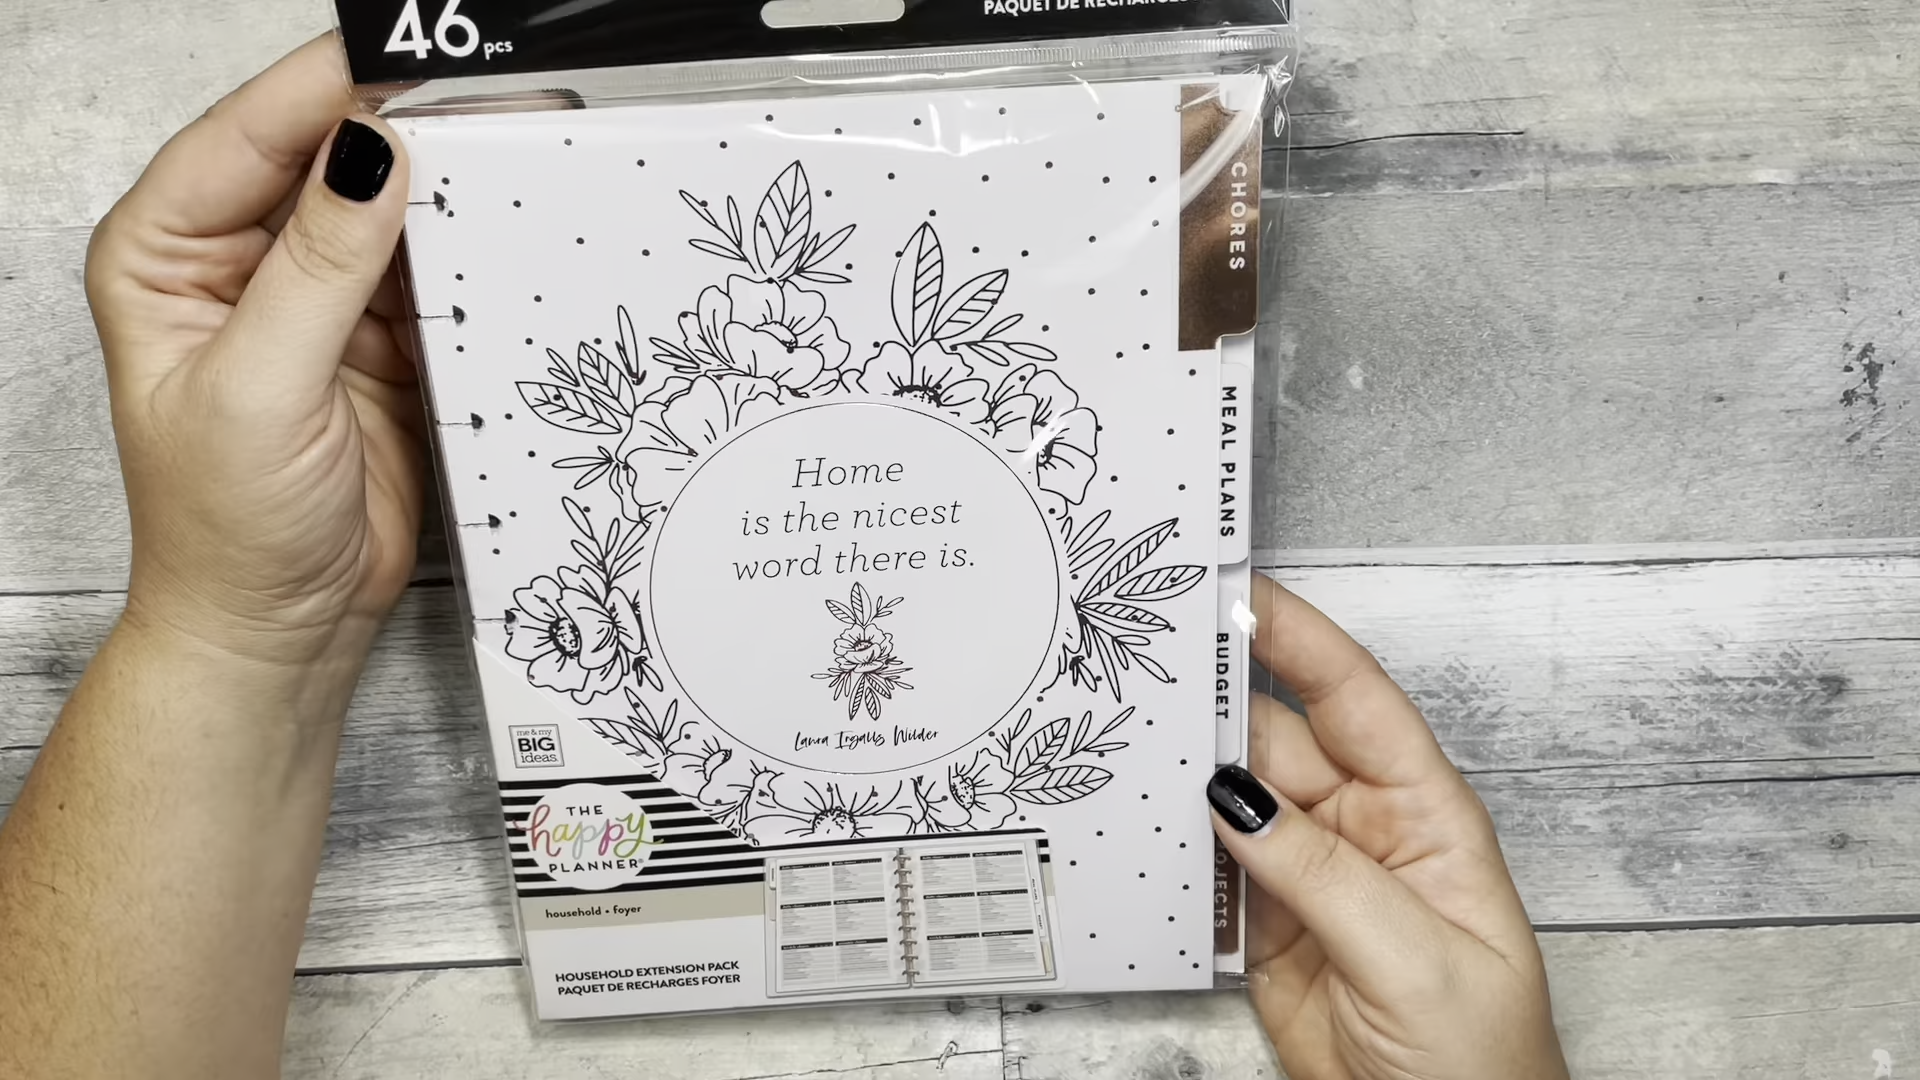 46 pcs
PAQUET DE RECHARGES
CHORES
MEAL PLANS
BUDGET
Home
is the nicest
word there is.
Laura Ingalls Wilder
me & my
BIG
ideas
THE
happy
PLANNER®
household • foyer
HOUSEHOLD EXTENSION PACK
PAQUET DE RECHARGES FOYER